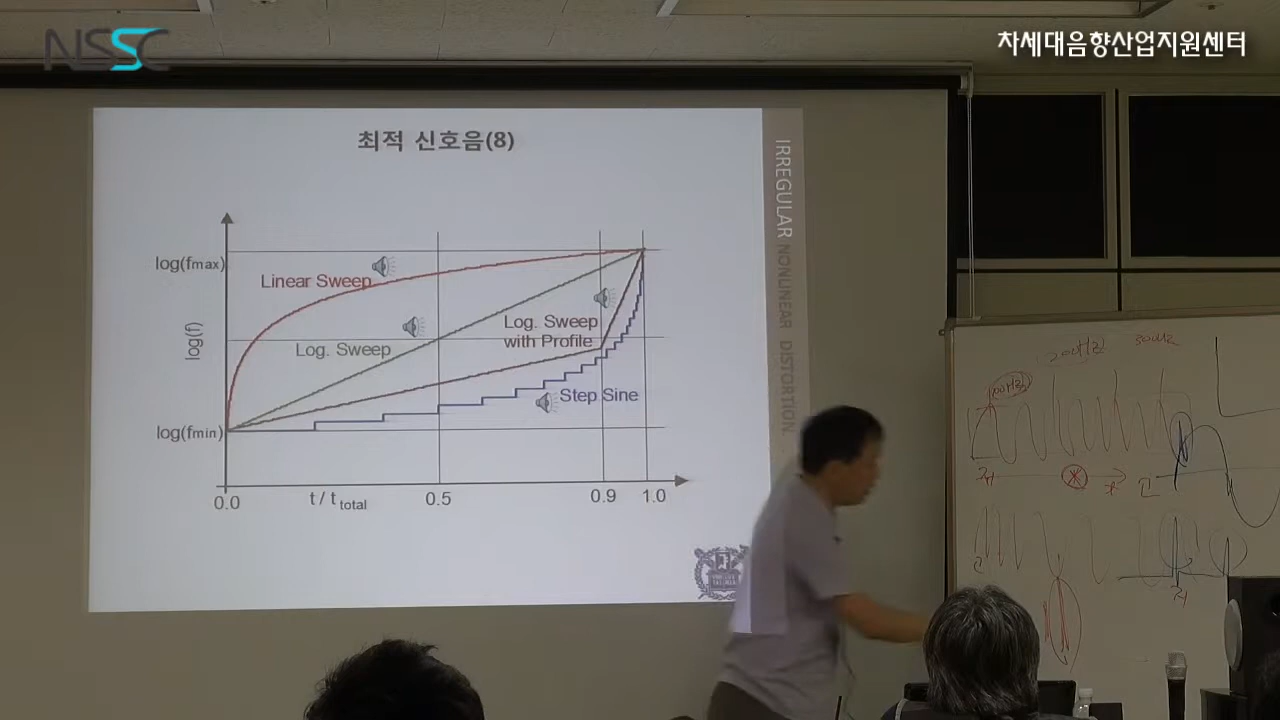 NSSC
차세대음향산업지원센터
최적 신호음(8)
IRREGULAR NONLINEAR DISTORTION
log(fmax)
Linear Sweep
log(f)
Log. Sweep
with Profile
Log. Sweep
Step Sine
log(fmin)
0.0
t / t total
0.5
0.9
1.0
300Hz